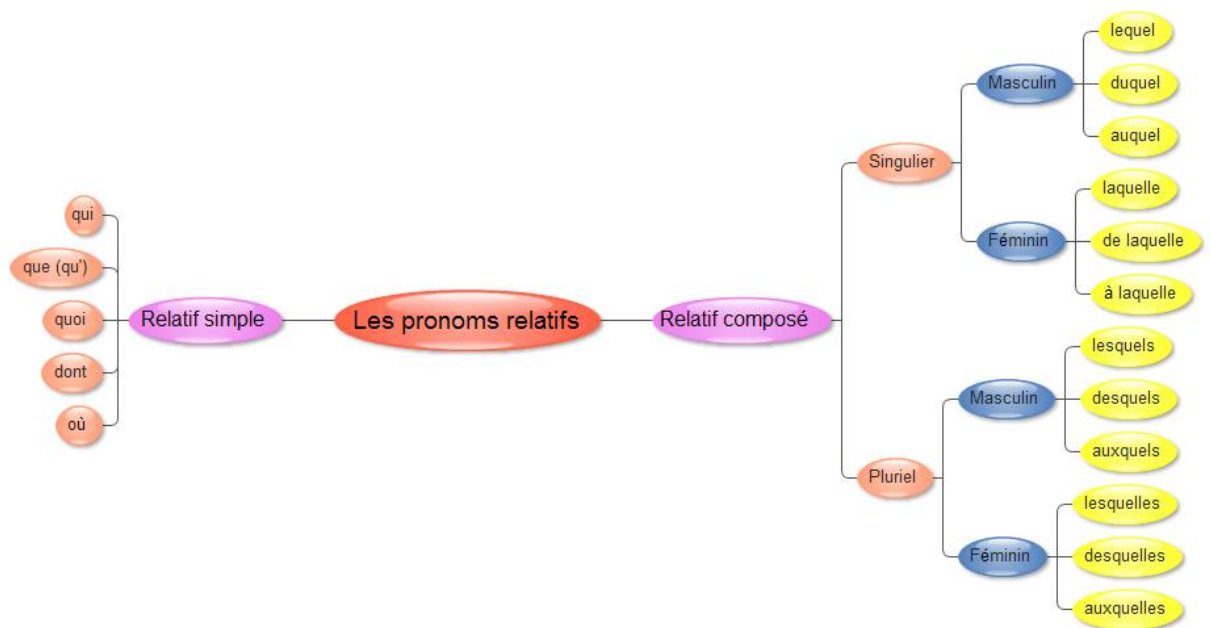 Les pronoms relatifs
Relatif simple
qui
que (qu')
quoi
dont
où
Relatif composé
Singulier
Masculin
lequel
duquel
auquel
Féminin
laquelle
de laquelle
à laquelle
Pluriel
Masculin
lesquels
desquels
auxquels
Féminin
lesquelles
desquelles
auxquelles